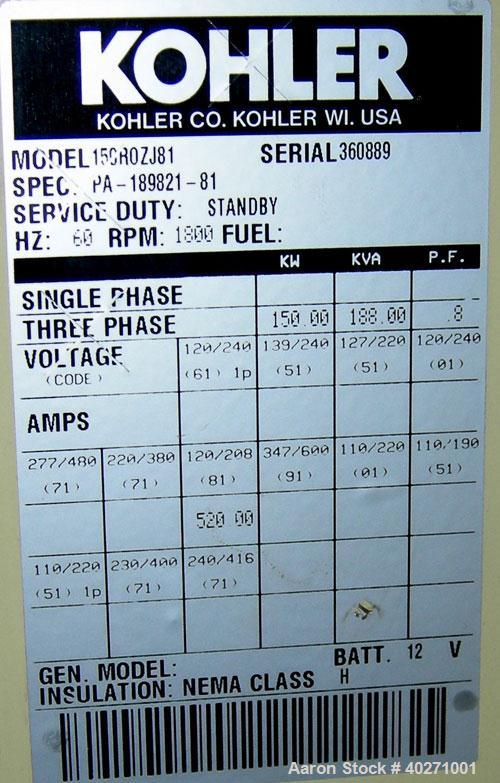 KOHLER
KOHLER CO. KOHLER WI. USA
MODEL 150ROZJ81 SERIAL 360889
SPEC. PA-189821-81
SERVICE DUTY: STANDBY
HZ: 60 RPM: 1800 FUEL:
KW KVA P.F.
SINGLE PHASE
THREE PHASE 150.00 188.00 .8
VOLTAGE 120/240 139/240 127/220 120/240
(CODE) (61) 1p (51) (51) (01)
AMPS
277/480 220/380 120/208 347/600 110/220 110/190
(71) (71) (81) (91) (01) (51)
520.00
110/220 230/400 240/416
(51) 1p (71) (71)
GEN. MODEL: BATT. 12 V
INSULATION: NEMA CLASS H
Aaron Stock # 40271001